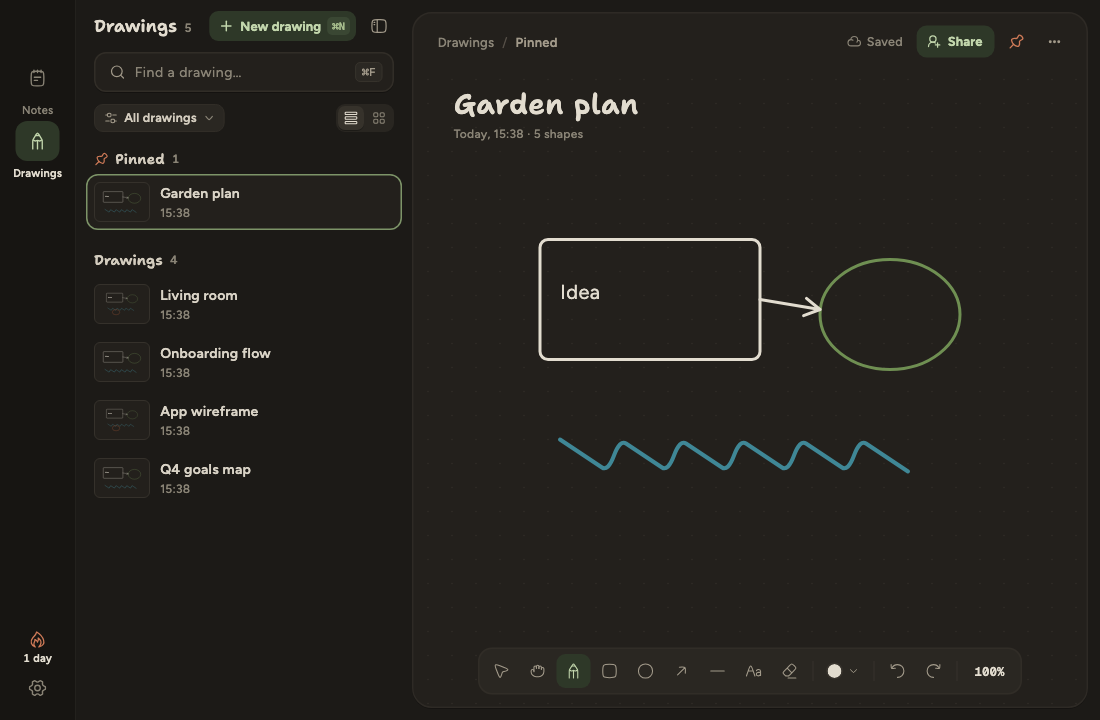 Drawings 5
New drawing ⌘N
Find a drawing... ⌘F
All drawings
Notes
Drawings
Pinned 1
Garden plan
15:38
Drawings 4
Living room
15:38
Onboarding flow
15:38
App wireframe
15:38
Q4 goals map
15:38
1 day
Drawings / Pinned
Saved
Share
Garden plan
Today, 15:38 · 5 shapes
Idea
Aa
100%